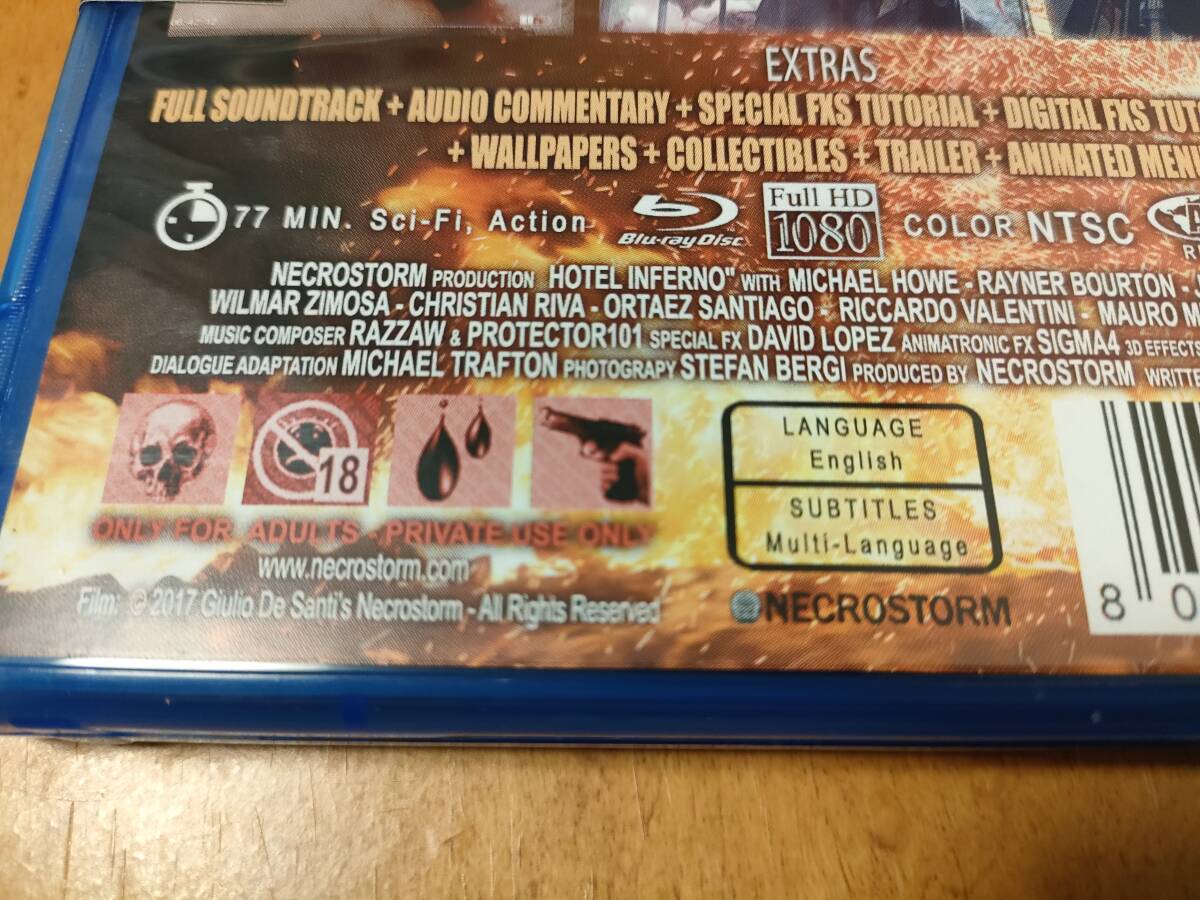 EXTRAS
FULL SOUNDTRACK + AUDIO COMMENTARY + SPECIAL FXS TUTORIAL + DIGITAL FXS TUT
+ WALLPAPERS + COLLECTIBLES + TRAILER + ANIMATED MENU
77 MIN. Sci-Fi, Action Blu-ray Disc Full HD 1080 COLOR NTSC
NECROSTORM PRODUCTION HOTEL INFERNO" WITH MICHAEL HOWE - RAYNER BOURTON -
WILMAR ZIMOSA - CHRISTIAN RIVA - ORTAEZ SANTIAGO - RICCARDO VALENTINI - MAURO M
MUSIC COMPOSER RAZZAW & PROTECTOR101 SPECIAL FX DAVID LOPEZ ANIMATRONIC FX SIGMA4 3D EFFECTS
DIALOGUE ADAPTATION MICHAEL TRAFTON PHOTOGRAPY STEFAN BERGI PRODUCED BY NECROSTORM WRITTE
18
ONLY FOR ADULTS - PRIVATE USE ONLY
www.necrostorm.com
Film: © 2017 Giulio De Santi's Necrostorm - All Rights Reserved
LANGUAGE
English
SUBTITLES
Multi-Language
NECROSTORM
8 0